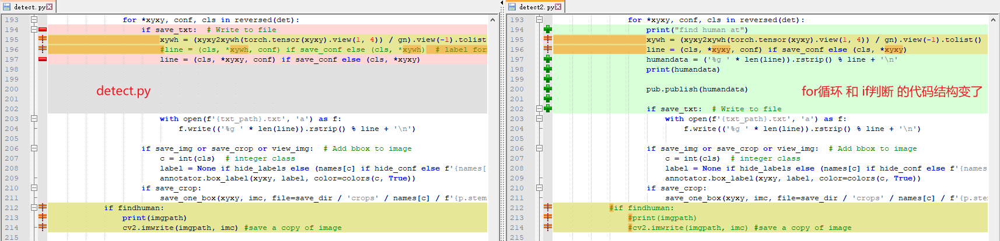 detect.py
193 for *xyxy, conf, cls in reversed(det):
194 if save_txt:  # Write to file
195 xywh = (xyxy2xywh(torch.tensor(xyxy).view(1, 4)) / gn).view(-1).tolist
196 #line = (cls, *xywh, conf) if save_conf else (cls, *xywh)  # label for
197 line = (cls, *xyxy, conf) if save_conf else (cls, *xyxy)
198
199
200 detect.py
201
202
203 with open(f'{txt_path}.txt', 'a') as f:
204 f.write(('%g ' * len(line)).rstrip() % line + '\n')
205
206 if save_img or save_crop or view_img:  # Add bbox to image
207 c = int(cls)  # integer class
208 label = None if hide_labels else (names[c] if hide_conf else f'{names[
209 annotator.box_label(xyxy, label, color=colors(c, True))
210 if save_crop:
211 save_one_box(xyxy, imc, file=save_dir / 'crops' / names[c] / f'{p.stem
212 if findhuman:
213 print(imgpath)
214 cv2.imwrite(imgpath, imc) #save a copy of image
215
detect2.py
193 for *xyxy, conf, cls in reversed(det):
194 print("find human at")
195 xywh = (xyxy2xywh(torch.tensor(xyxy).view(1, 4)) / gn).view(-1).tolist()
196 line = (cls, *xyxy, conf) if save_conf else (cls, *xyxy)
197 humandata = ('%g ' * len(line)).rstrip() % line + '\n'
198 print(humandata)
199
200 pub.publish(humandata) for循环 和 if判断 的代码结构变了
201
202 if save_txt:  # Write to file
203 with open(f'{txt_path}.txt', 'a') as f:
204 f.write(('%g ' * len(line)).rstrip() % line + '\n')
205
206 if save_img or save_crop or view_img:  # Add bbox to image
207 c = int(cls)  # integer class
208 label = None if hide_labels else (names[c] if hide_conf else f'{names
209 annotator.box_label(xyxy, label, color=colors(c, True))
210 if save_crop:
211 save_one_box(xyxy, imc, file=save_dir / 'crops' / names[c] / f'{p.ste
212 #if findhuman:
213 #print(imgpath)
214 #cv2.imwrite(imgpath, imc) #save a copy of image
215